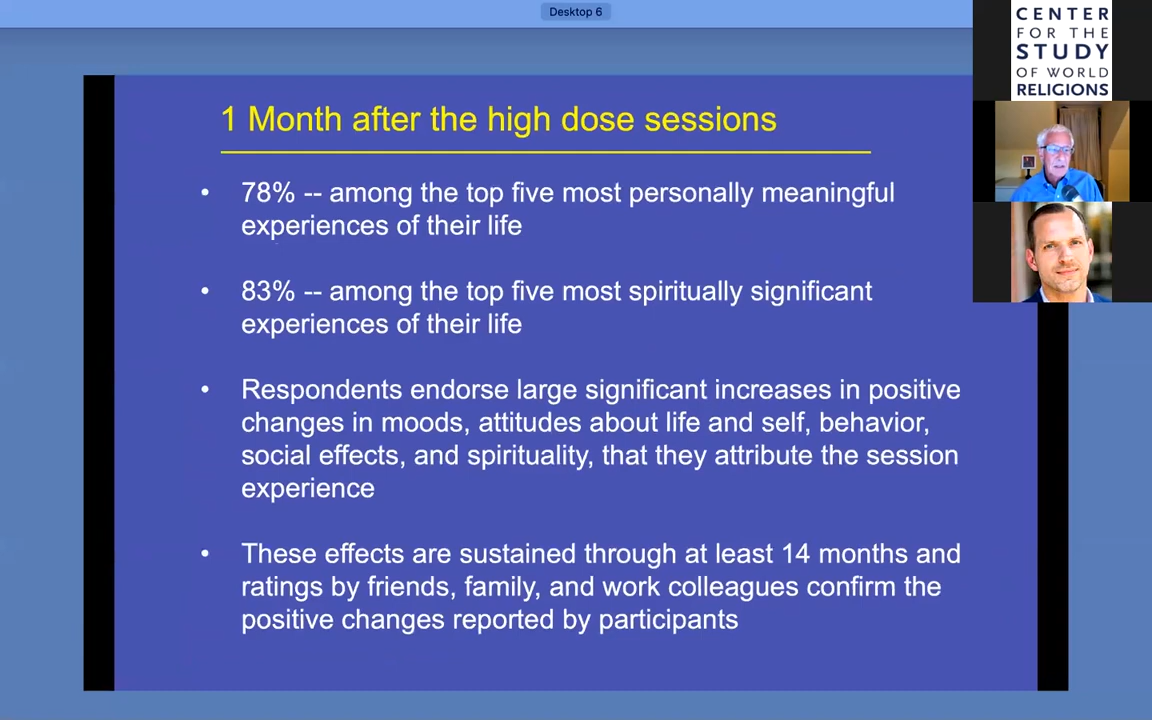 Desktop 6
CENTER
FOR THE
STUDY
OF WORLD
RELIGIONS
1 Month after the high dose sessions
• 78% -- among the top five most personally meaningful
experiences of their life
• 83% -- among the top five most spiritually significant
experiences of their life
• Respondents endorse large significant increases in positive
changes in moods, attitudes about life and self, behavior,
social effects, and spirituality, that they attribute the session
experience
• These effects are sustained through at least 14 months and
ratings by friends, family, and work colleagues confirm the
positive changes reported by participants